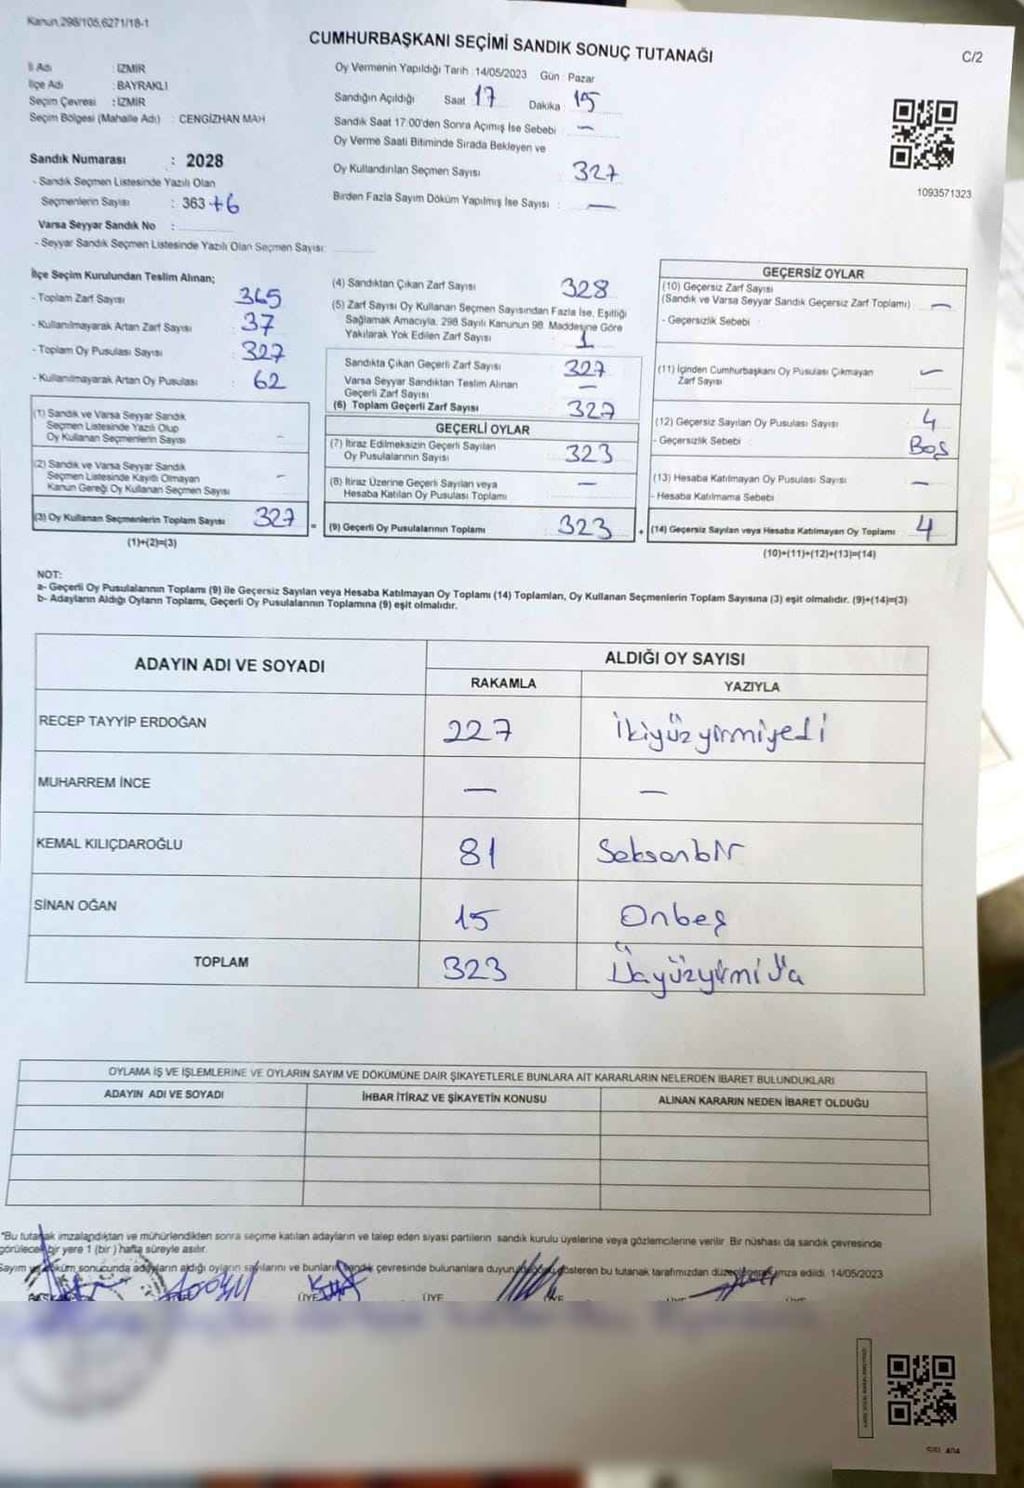 Kanun,298/105,6271/18-1
CUMHURBAŞKANI SEÇİMİ SANDIK SONUÇ TUTANAĞI
C/2
İl Adı : İZMİR
İlçe Adı : BAYRAKLI
Seçim Çevresi : İZMİR
Seçim Bölgesi (Mahalle Adı) : CENGİZHAN MAH
Sandık Numarası : 2028
- Sandık Seçmen Listesinde Yazılı Olan
Seçmenlerin Sayısı : 363 +6
Varsa Seyyar Sandık No :
- Seyyar Sandık Seçmen Listesinde Yazılı Olan Seçmen Sayısı:
Oy Vermenin Yapıldığı Tarih :14/05/2023 Gün : Pazar
Sandığın Açıldığı Saat 17 Dakika : 15
Sandık Saat 17:00'den Sonra Açımış İse Sebebi : —
Oy Verme Saati Bitiminde Sırada Bekleyen ve
Oy Kullandırılan Seçmen Sayısı 327
Birden Fazla Sayım Döküm Yapılmış İse Sayısı : —
1093571323
İlçe Seçim Kurulundan Teslim Alınan;
- Toplam Zarf Sayısı 365
- Kullanılmayarak Artan Zarf Sayısı : 37
- Toplam Oy Pusulası Sayısı : 327
- Kullanılmayarak Artan Oy Pusulası : 62
(1) Sandık ve Varsa Seyyar Sandık
Seçmen Listesinde Yazılı Olup
Oy Kullanan Seçmenlerin Sayısı -
(2) Sandık ve Varsa Seyyar Sandık
Seçmen Listesinde Kayıtlı Olmayan
Kanun Gereği Oy Kullanan Seçmen Sayısı -
(3) Oy Kullanan Seçmenlerin Toplam Sayısı 327
(1)+(2)=(3)
(4) Sandıktan Çıkan Zarf Sayısı 328
(5) Zarf Sayısı Oy Kullanan Seçmen Sayısından Fazla İse, Eşitliği
Sağlamak Amacıyla, 298 Sayılı Kanunun 98. Maddesine Göre
Yakılarak Yok Edilen Zarf Sayısı 1
Sandıkta Çıkan Geçerli Zarf Sayısı 327
Varsa Seyyar Sandıktan Teslim Alınan
Geçerli Zarf Sayısı —
(6) Toplam Geçerli Zarf Sayısı 327
GEÇERLİ OYLAR
(7) İtiraz Edilmeksizin Geçerli Sayılan
Oy Pusulalarının Sayısı 323
(8) İtiraz Üzerine Geçerli Sayılan veya
Hesaba Katılan Oy Pusulası Toplamı —
= (9) Geçerli Oy Pusulalarının Toplamı 323
GEÇERSİZ OYLAR
(10) Geçersiz Zarf Sayısı
(Sandık ve Varsa Seyyar Sandık Geçersiz Zarf Toplamı) —
- Geçersizlik Sebebi
(11) İçinden Cumhurbaşkanı Oy Pusulası Çıkmayan
Zarf Sayısı —
(12) Geçersiz Sayılan Oy Pusulası Sayısı 4
- Geçersizlik Sebebi : Boş
(13) Hesaba Katılmayan Oy Pusulası Sayısı —
- Hesaba Katılmama Sebebi
+ (14) Geçersiz Sayılan veya Hesaba Katılmayan Oy Toplamı 4
(10)+(11)+(12)+(13)=(14)
NOT:
a- Geçerli Oy Pusulalarının Toplamı (9) ile Geçersiz Sayılan veya Hesaba Katılmayan Oy Toplamı (14) Toplamları, Oy Kullanan Seçmenlerin Toplam Sayısına (3) eşit olmalıdır. (9)+(14)=(3)
b- Adayların Aldığı Oyların Toplamı, Geçerli Oy Pusulalarının Toplamına (9) eşit olmalıdır.
ADAYIN ADI VE SOYADI ALDIĞI OY SAYISI
RAKAMLA YAZIYLA
RECEP TAYYİP ERDOĞAN 227 İkiyüzyirmiyedi
MUHARREM İNCE — —
KEMAL KILIÇDAROĞLU 81 Seksenbir
SİNAN OĞAN 15 Onbeş
TOPLAM 323
OYLAMA İŞ VE İŞLEMLERİNE VE OYLARIN SAYIM VE DÖKÜMÜNE DAİR ŞİKAYETLERLE BUNLARA AİT KARARLARIN NELERDEN İBARET BULUNDUKLARI
ADAYIN ADI VE SOYADI İHBAR İTİRAZ VE ŞİKAYETİN KONUSU ALINAN KARARIN NEDEN İBARET OLDUĞU
"Bu tutanak imzalandıktan ve mühürlendikten sonra seçime katılan adayların ve talep eden siyasi partilerin sandık kurulu üyelerine veya gözlemcilerine verilir. Bir nüshası da sandık çevresinde
görülecek bir yere 1 (bir ) hafta süreyle asılır.
Sayım ve döküm sonucunda adayların aldığı oyların sayılarını ve bunları sandık çevresinde bulunanlara gösteren bu tutanak tarafımızdan imza edildi. 14/05/2023
ÜYE ÜYE ÜYE